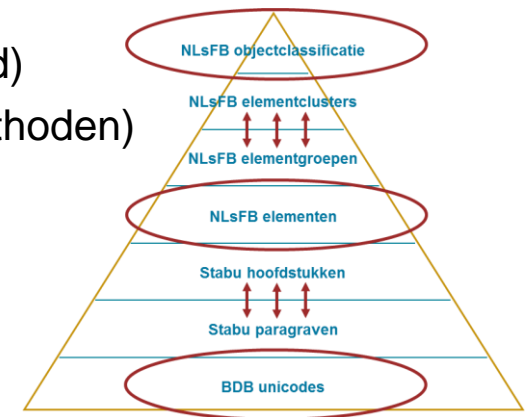 d)
thoden)
NLsFB objectclassificatie
NLsFB elementclusters
NLsFB elementgroepen
NLsFB elementen
Stabu hoofdstukken
Stabu paragraven
BDB unicodes